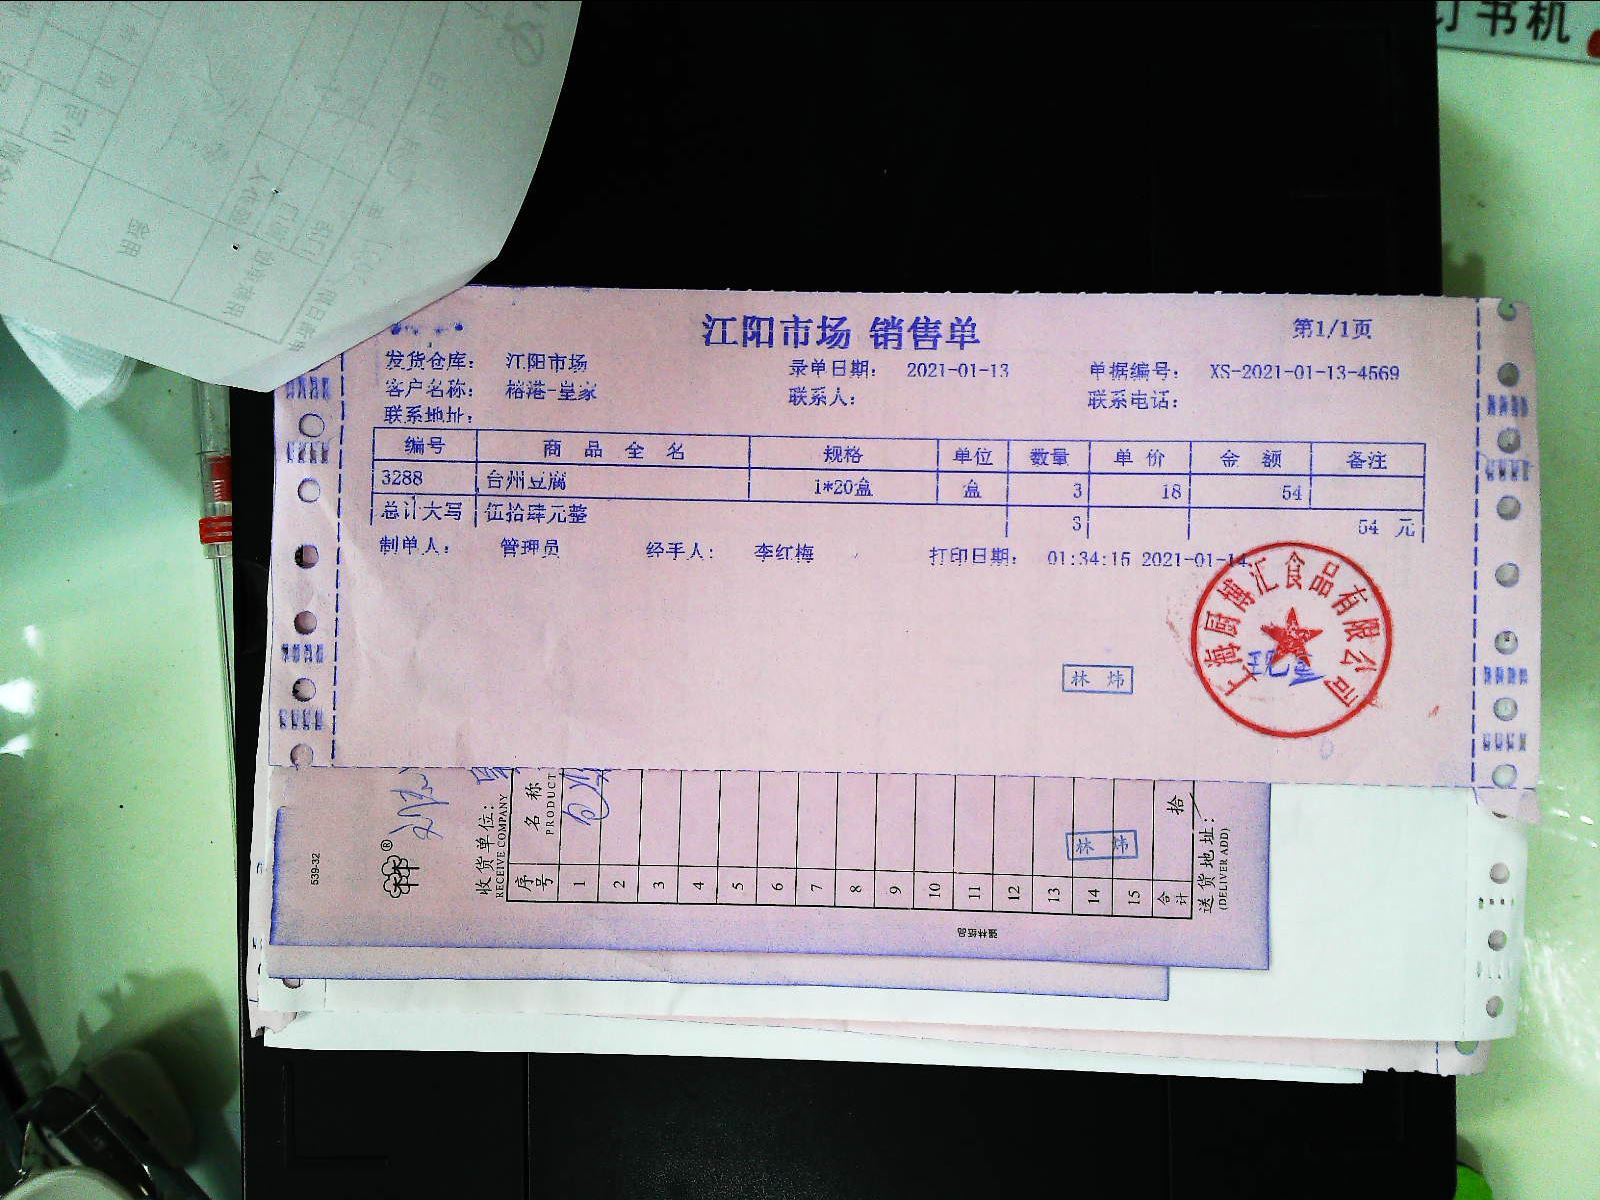 订书机
江阳市场 销售单
第1/1页
发货仓库: 江阳市场 录单日期: 2021-01-13 单据编号: XS-2021-01-13-4569
客户名称: 榕港-皇家 联系人: 联系电话:
联系地址:
编号 商品全名 规格 单位 数量 单价 金额 备注
3288 台州豆腐 1*20盒 盒 3 18 54
总计大写 伍拾肆元整 3 54 元
制单人: 管理员 经手人: 李红梅 打印日期: 01:34:15 2021-01-14
上海厨博汇食品有限公司
林 炜
539-32
收货单位:
RECEIVE COMPANY
序号 名称
PRODUCT
1
2
3
4
5
6
7
8
9
10
11
12
13
14
15
合计 拾
林 炜
送货地址:
(DELIVER ADD)